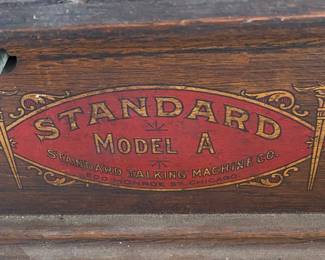 STANDARD
MODEL A
STANDARD TALKING MACHINE CO.
MONROE ST. CHICAGO